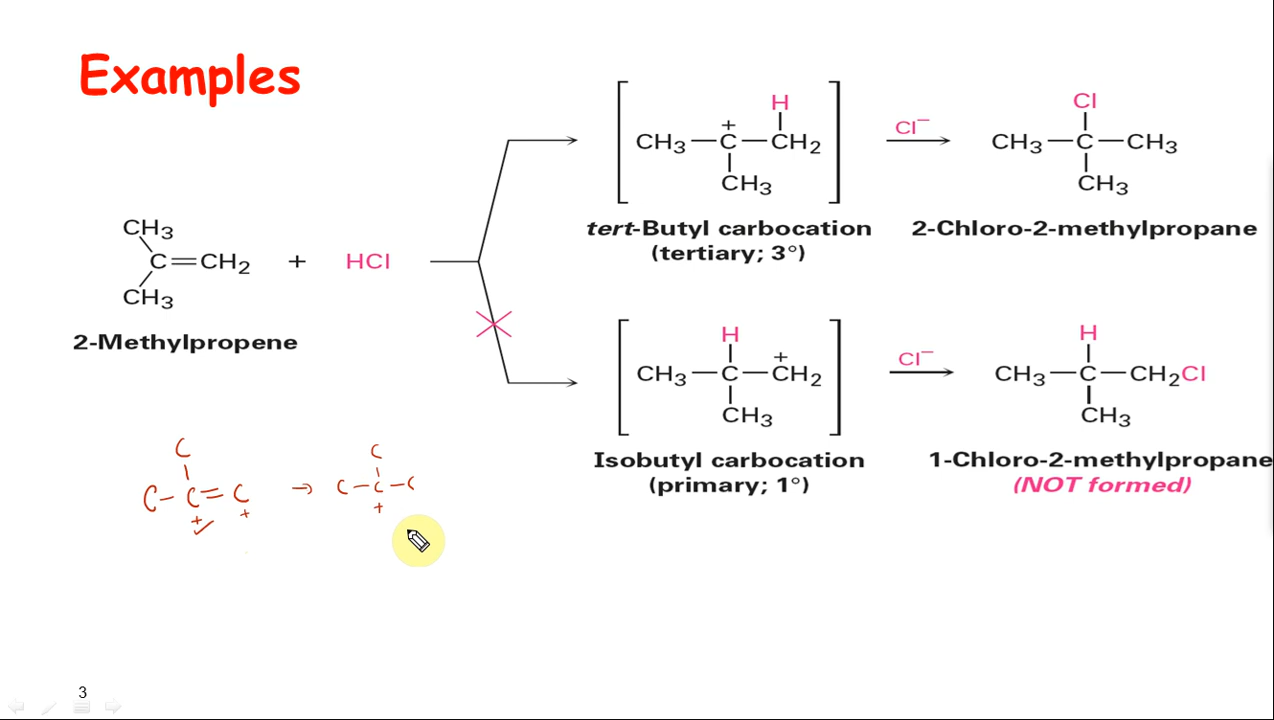 Examples
H
CH₃—C⁺—CH₂
CH₃
tert-Butyl carbocation
(tertiary; 3°)
Cl⁻
Cl
CH₃—C—CH₃
CH₃
2-Chloro-2-methylpropane
CH₃
C=CH₂ + HCl
CH₃
2-Methylpropene
H
CH₃—C—C⁺H₂
CH₃
Isobutyl carbocation
(primary; 1°)
Cl⁻
H
CH₃—C—CH₂Cl
CH₃
1-Chloro-2-methylpropane
(NOT formed)
C
C-C=C
+ ✓ +
→
C
C-C-C
+
3